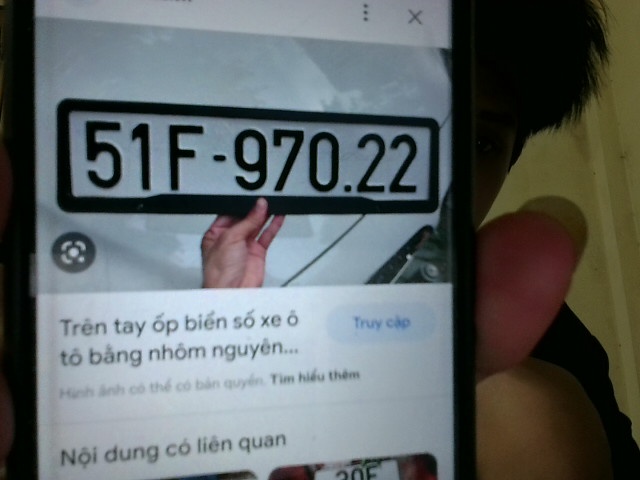 51F-970.22
Trên tay ốp biển số xe ô
tô bằng nhôm nguyên...
Truy cập
Hình ảnh có thể có bản quyền. Tìm hiểu thêm
Nội dung có liên quan
30F